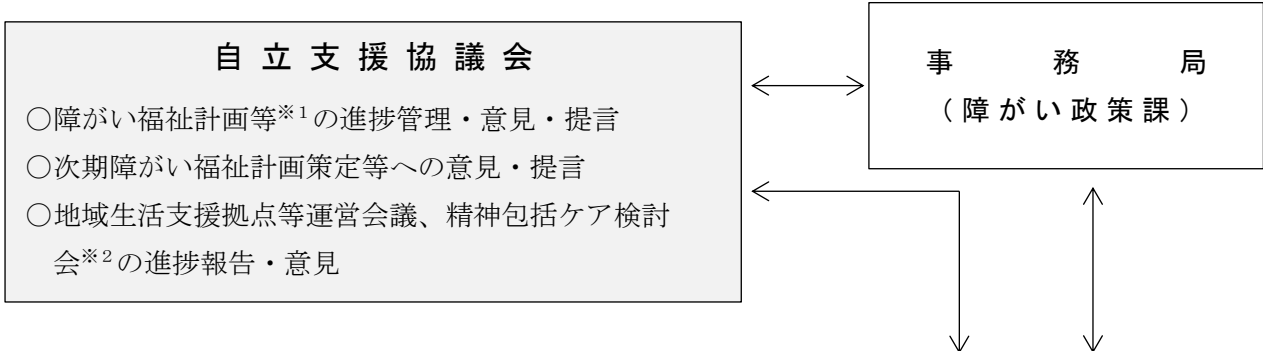 自立支援協議会
○障がい福祉計画等※1の進捗管理・意見・提言
○次期障がい福祉計画策定等への意見・提言
○地域生活支援拠点等運営会議、精神包括ケア検討
会※2の進捗報告・意見
事務局
（障がい政策課）